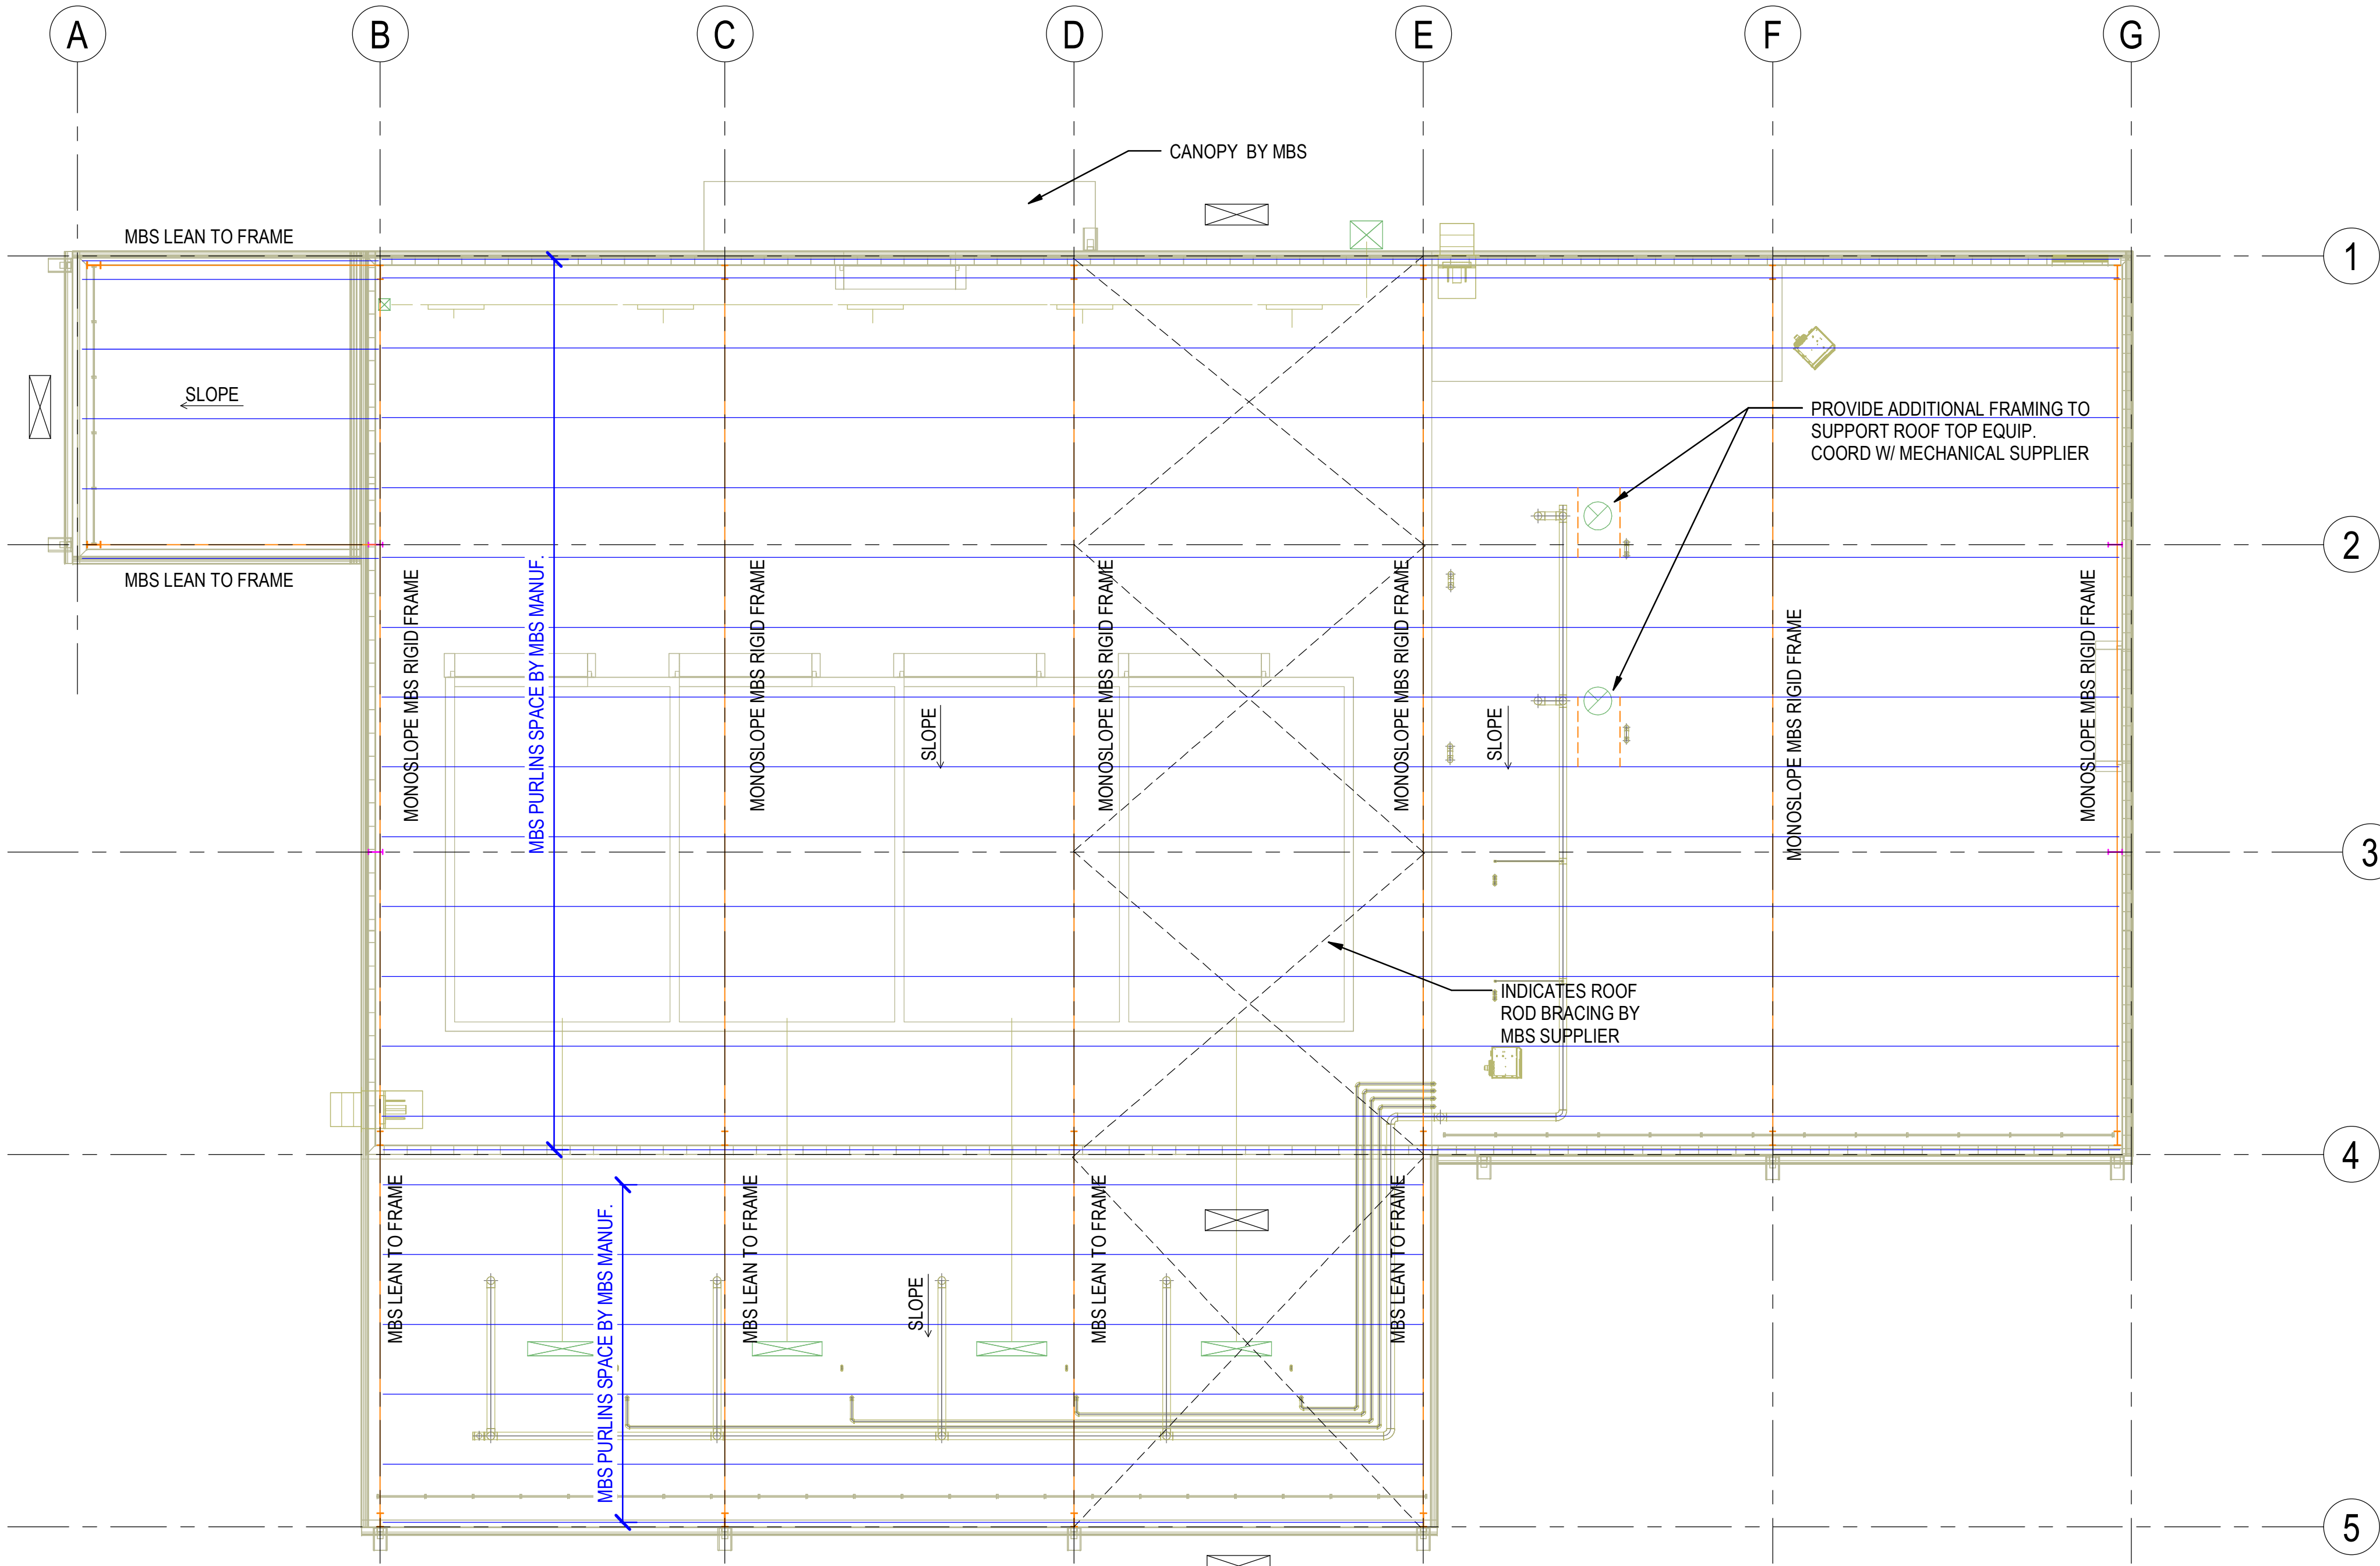 A
B
C
D
E
F
G
CANOPY BY MBS
MBS LEAN TO FRAME
1
SLOPE
PROVIDE ADDITIONAL FRAMING TO
SUPPORT ROOF TOP EQUIP.
COORD W/ MECHANICAL SUPPLIER
2
MBS LEAN TO FRAME
MONOSLOPE MBS RIGID FRAME
MBS PURLINS SPACE BY MBS MANUF.
MONOSLOPE MBS RIGID FRAME
SLOPE
MONOSLOPE MBS RIGID FRAME
MONOSLOPE MBS RIGID FRAME
SLOPE
MONOSLOPE MBS RIGID FRAME
MONOSLOPE MBS RIGID FRAME
3
INDICATES ROOF
ROD BRACING BY
MBS SUPPLIER
4
MBS LEAN TO FRAME
MBS PURLINS SPACE BY MBS MANUF.
MBS LEAN TO FRAME
SLOPE
MBS LEAN TO FRAME
MBS LEAN TO FRAME
5